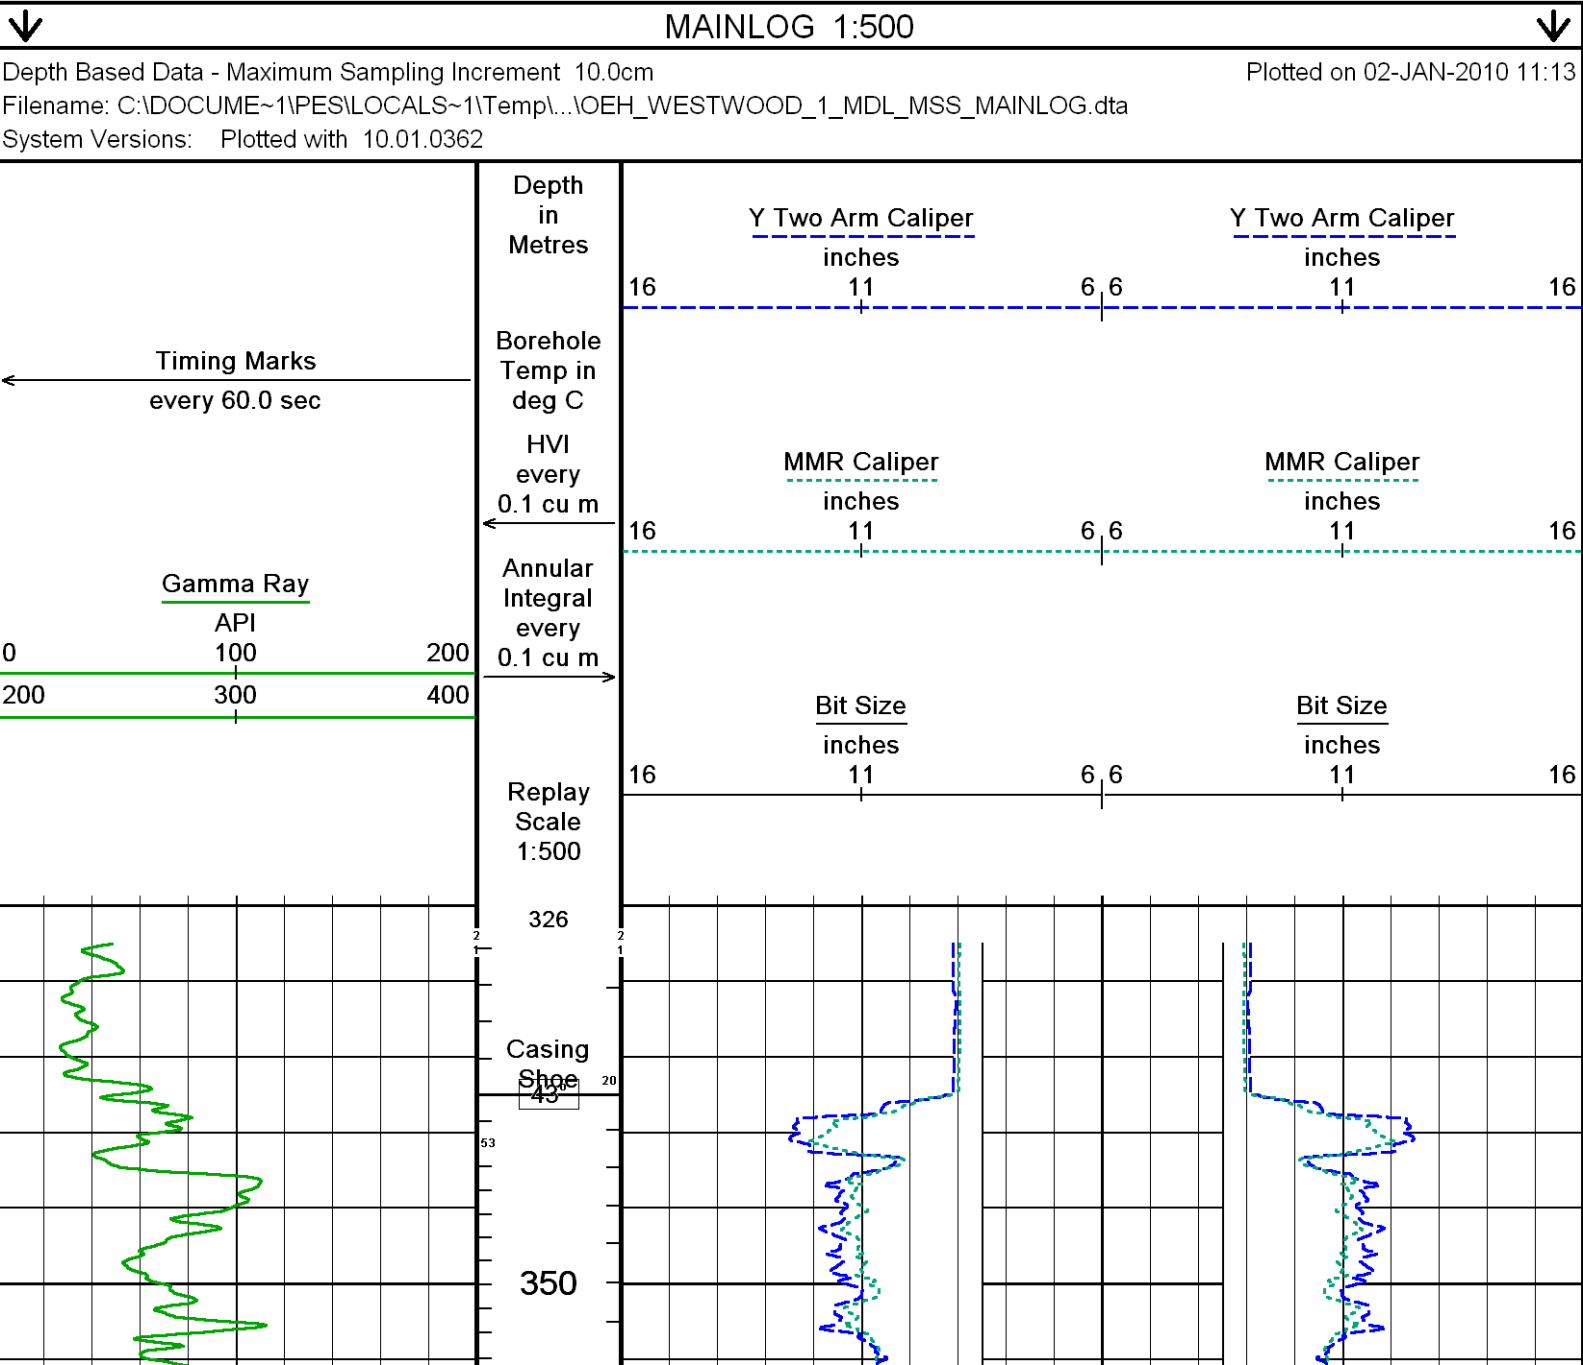 MAINLOG 1:500
Depth Based Data - Maximum Sampling Increment 10.0cm
Plotted on 02-JAN-2010 11:13
Filename: C:\DOCUME~1\PES\LOCALS~1\Temp\...\OEH_WESTWOOD_1_MDL_MSS_MAINLOG.dta
System Versions: Plotted with 10.01.0362
Timing Marks
every 60.0 sec
Gamma Ray
API
0 100 200
200 300 400
Depth
in
Metres
Borehole
Temp in
deg C
HVI
every
0.1 cu m
Annular
Integral
every
0.1 cu m
Replay
Scale
1:500
Y Two Arm Caliper
inches
16 11 6
Y Two Arm Caliper
inches
6 11 16
MMR Caliper
inches
16 11 6
MMR Caliper
inches
6 11 16
Bit Size
inches
16 11 6
Bit Size
inches
6 11 16
326
2
1
2
1
Casing
Shoe
43°
20
53
350